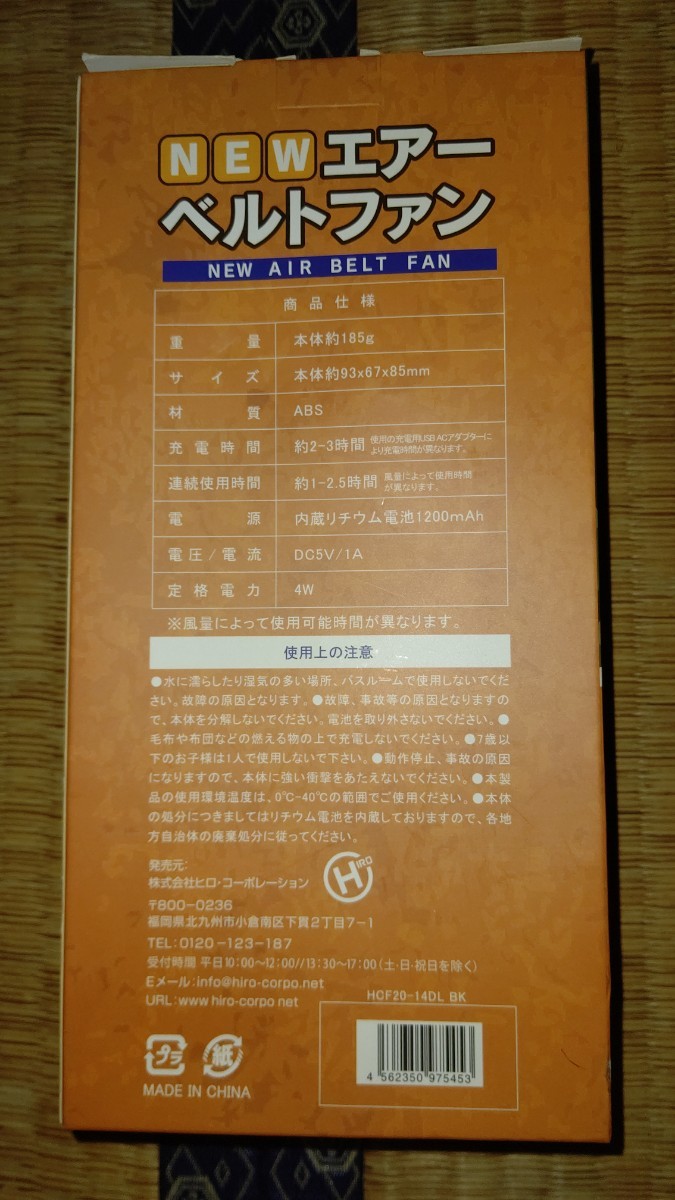 NEWエアー
ベルトファン
NEW AIR BELT FAN
商品仕様
重量 本体約185g
サイズ 本体約93x67x85mm
材質 ABS
充電時間 約2-3時間 使用の充電用USB ACアダプターに
より充電時間が異なります。
連続使用時間 約1-2.5時間 風量によって使用時間
が異なります。
電源 内蔵リチウム電池1200mAh
電圧/電流 DC5V/1A
定格電力 4W
※風量によって使用可能時間が異なります。
使用上の注意
●水に濡らしたり湿気の多い場所、バスルームで使用しないでくだ
さい。故障の原因となります。●故障、事故等の原因となりますの
で、本体を分解しないでください。電池を取り外さないでください。●
毛布や布団などの燃える物の上で充電しないでください。●7歳以
下のお子様は1人で使用しないで下さい。●動作停止、事故の原因
になりますので、本体に強い衝撃をあたえないでください。●本製
品の使用環境温度は、0℃-40℃の範囲でご使用ください。●本体
の処分につきましてはリチウム電池を内蔵しておりますので、各地
方自治体の廃棄処分に従ってください。
発売元:
株式会社ヒロ・コーポレーション
HIRO
〒800-0236
福岡県北九州市小倉南区下貫2丁目7-1
TEL:0120-123-187
受付時間 平日10:00~12:00//13:30~17:00(土・日・祝日を除く)
Eメール:info@hiro-corpo.net
URL:www.hiro-corpo.net
HCF20-14DL BK
プラ 紙
MADE IN CHINA
4 562350 975453